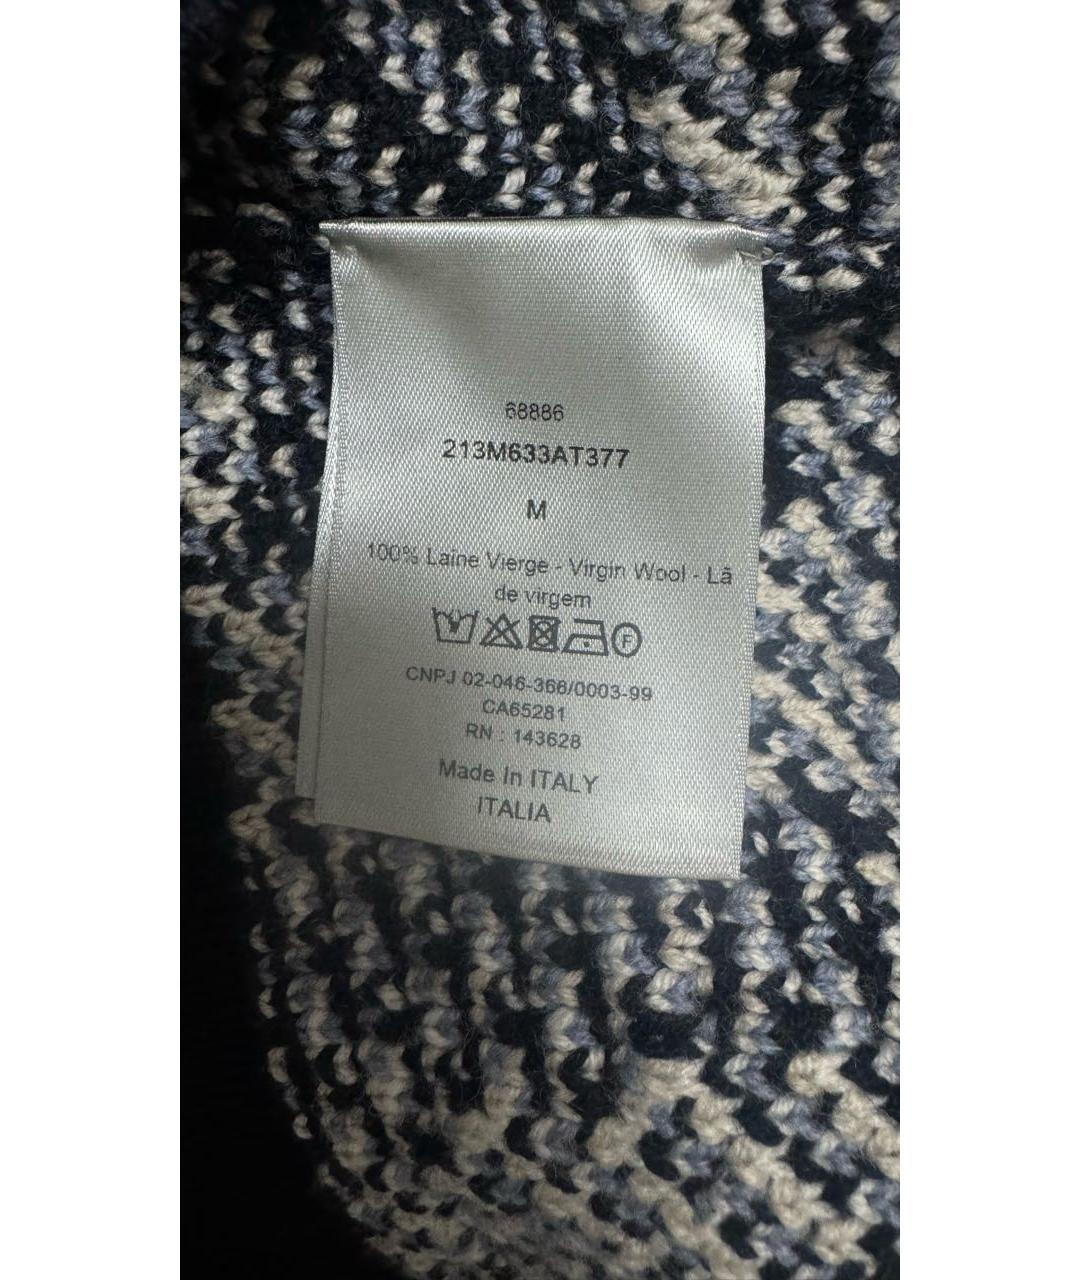 68886
213M633AT377
M
100% Laine Vierge - Virgin Wool - Lã
de virgem
F
CNPJ 02-046-366/0003-99
CA65281
RN : 143628
Made In ITALY
ITALIA